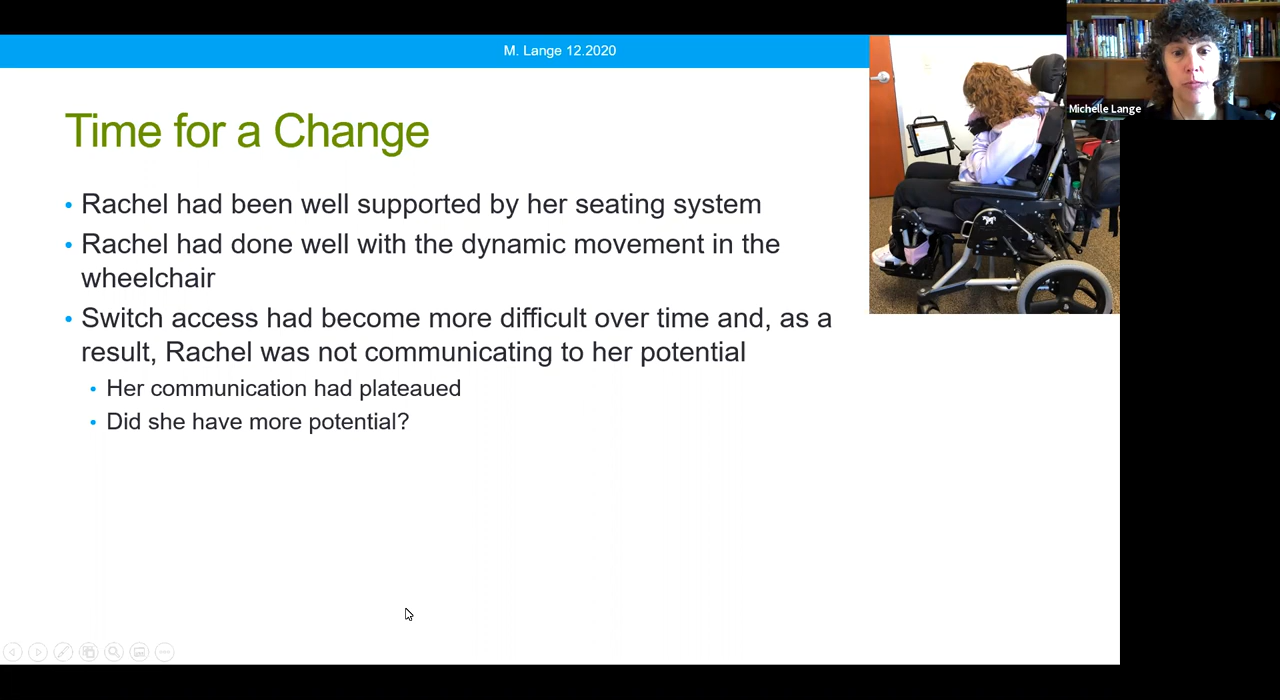 M. Lange 12.2020
Michelle Lange
Time for a Change
• Rachel had been well supported by her seating system
• Rachel had done well with the dynamic movement in the
wheelchair
• Switch access had become more difficult over time and, as a
result, Rachel was not communicating to her potential
• Her communication had plateaued
• Did she have more potential?